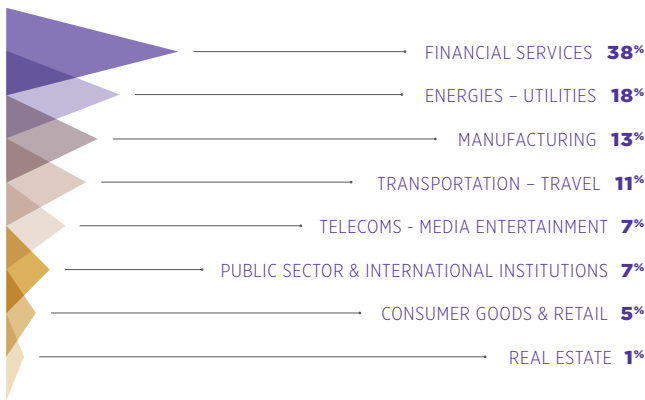 FINANCIAL SERVICES 38%
ENERGIES – UTILITIES 18%
MANUFACTURING 13%
TRANSPORTATION – TRAVEL 11%
TELECOMS - MEDIA ENTERTAINMENT 7%
PUBLIC SECTOR & INTERNATIONAL INSTITUTIONS 7%
CONSUMER GOODS & RETAIL 5%
REAL ESTATE 1%